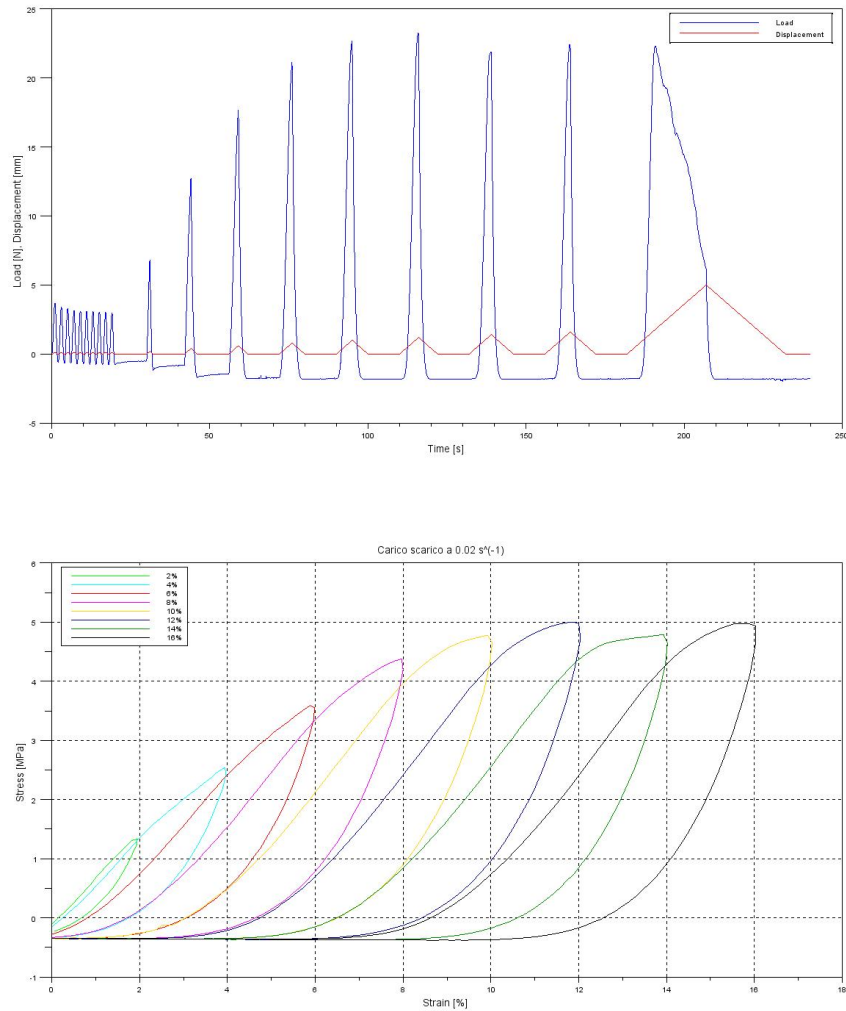 25
20
15
10
5
0
-5
Load [N], Displacement [mm]
Load
Displacement
0 50 100 150 200 250
Time [s]
Carico scarico a 0.02 s^(-1)
6
5
4
3
2
1
0
-1
Stress [MPa]
2%
4%
6%
8%
10%
12%
14%
16%
0 2 4 6 8 10 12 14 16 18
Strain [%]